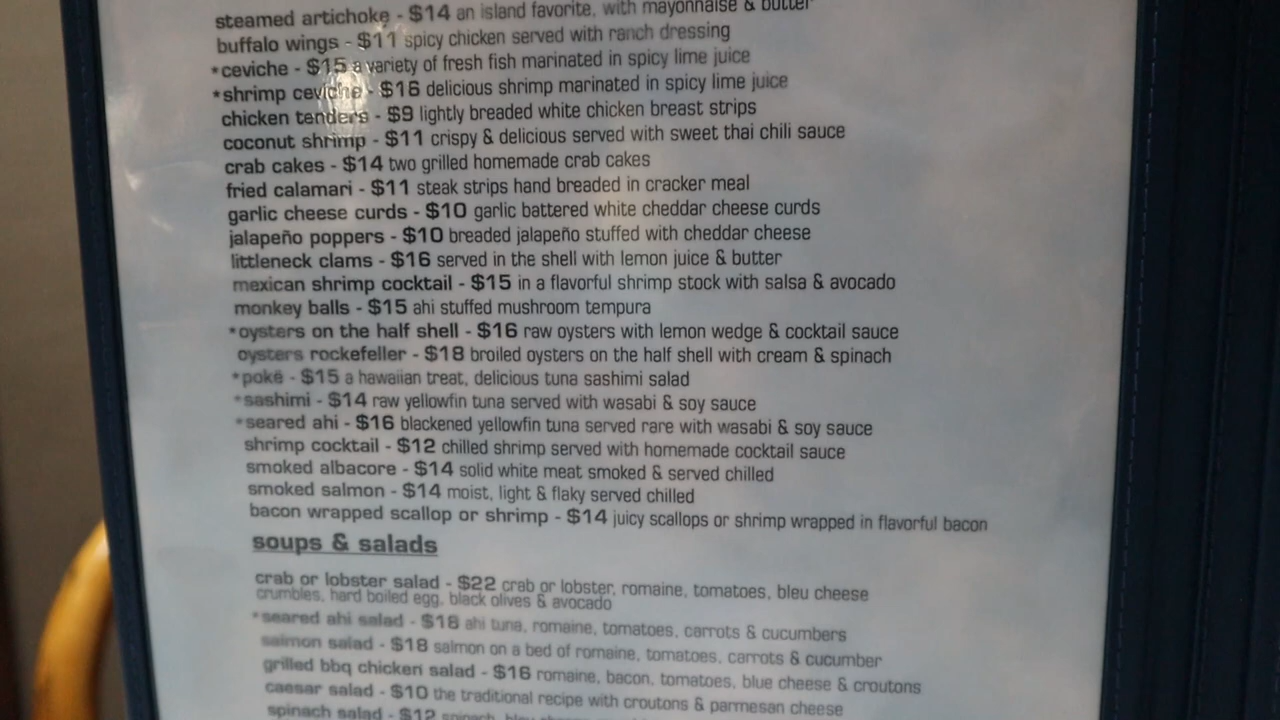 steamed artichoke - $14 an island favorite, with mayonnaise & butter
buffalo wings - $11 spicy chicken served with ranch dressing
*ceviche - $15 a variety of fresh fish marinated in spicy lime juice
*shrimp ceviche - $16 delicious shrimp marinated in spicy lime juice
chicken tenders - $9 lightly breaded white chicken breast strips
coconut shrimp - $11 crispy & delicious served with sweet thai chili sauce
crab cakes - $14 two grilled homemade crab cakes
fried calamari - $11 steak strips hand breaded in cracker meal
garlic cheese curds - $10 garlic battered white cheddar cheese curds
jalapeño poppers - $10 breaded jalapeño stuffed with cheddar cheese
littleneck clams - $16 served in the shell with lemon juice & butter
mexican shrimp cocktail - $15 in a flavorful shrimp stock with salsa & avocado
monkey balls - $15 ahi stuffed mushroom tempura
*oysters on the half shell - $16 raw oysters with lemon wedge & cocktail sauce
oysters rockefeller - $18 broiled oysters on the half shell with cream & spinach
*poké - $15 a hawaiian treat, delicious tuna sashimi salad
*sashimi - $14 raw yellowfin tuna served with wasabi & soy sauce
*seared ahi - $16 blackened yellowfin tuna served rare with wasabi & soy sauce
shrimp cocktail - $12 chilled shrimp served with homemade cocktail sauce
smoked albacore - $14 solid white meat smoked & served chilled
smoked salmon - $14 moist, light & flaky served chilled
bacon wrapped scallop or shrimp - $14 juicy scallops or shrimp wrapped in flavorful bacon
soups & salads
crab or lobster salad - $22 crab or lobster, romaine, tomatoes, bleu cheese
crumbles, hard boiled egg, black olives & avocado
*seared ahi salad - $18 ahi tuna, romaine, tomatoes, carrots & cucumbers
salmon salad - $18 salmon on a bed of romaine, tomatoes, carrots & cucumber
grilled bbq chicken salad - $16 romaine, bacon, tomatoes, blue cheese & croutons
caesar salad - $10 the traditional recipe with croutons & parmesan cheese
spinach salad - $12 spinach, bleu